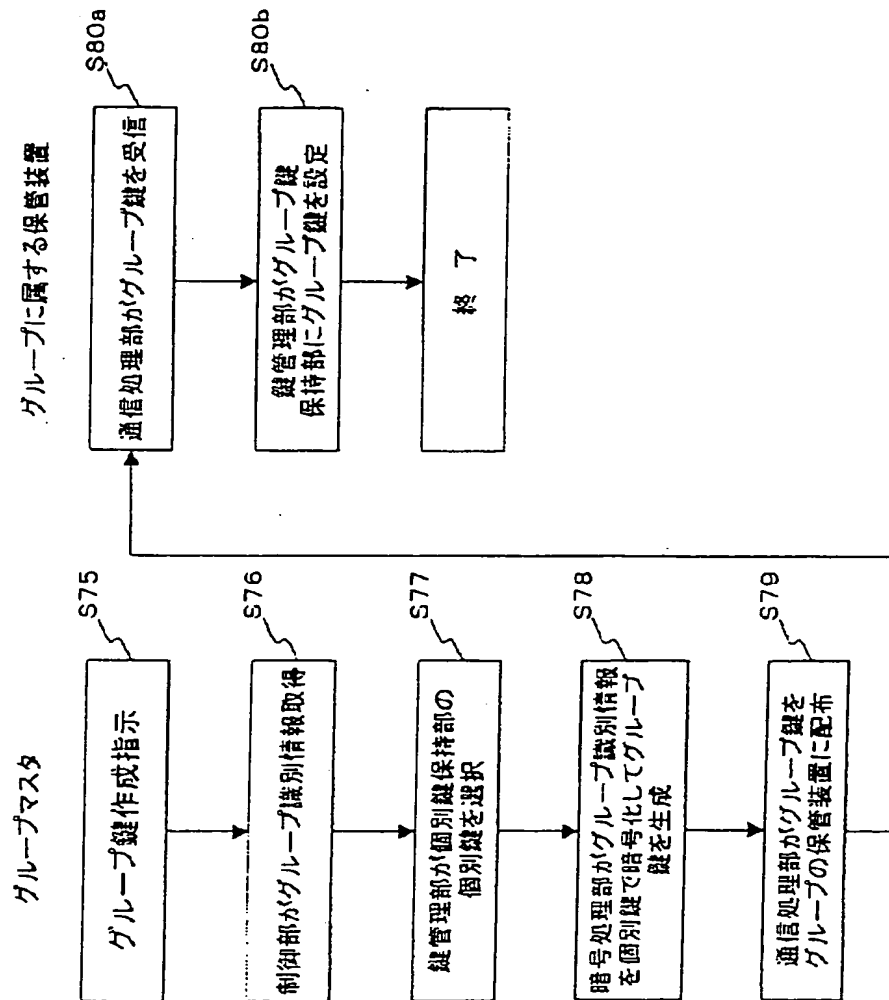 グループマスタ
グループ鍵作成指示
S75
制御部がグループ識別情報取得
S76
鍵管理部が個別鍵保持部の
個別鍵を選択
S77
暗号処理部がグループ識別情報
を個別鍵で暗号化してグループ
鍵を生成
S78
通信処理部がグループ鍵を
グループの保管装置に配布
S79
グループに属する保管装置
通信処理部がグループ鍵を受信
S80a
鍵管理部がグループ鍵
保持部にグループ鍵を設定
S80b
終了